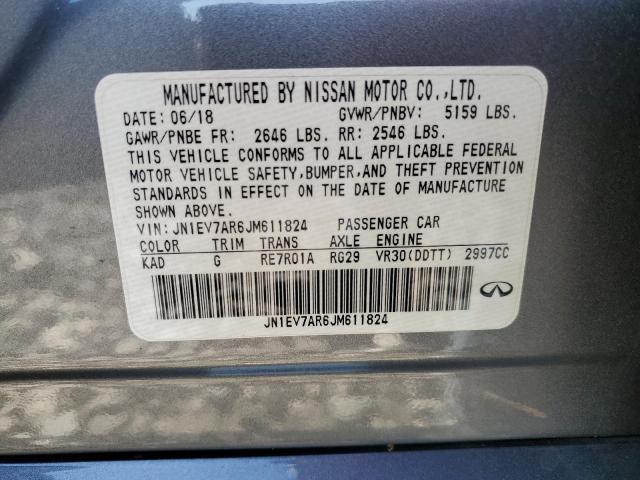 MANUFACTURED BY NISSAN MOTOR CO.,LTD.
DATE: 06/18 GVWR/PNBV: 5159 LBS.
GAWR/PNBE FR: 2646 LBS. RR: 2546 LBS.
THIS VEHICLE CONFORMS TO ALL APPLICABLE FEDERAL
MOTOR VEHICLE SAFETY,BUMPER,AND THEFT PREVENTION
STANDARDS IN EFFECT ON THE DATE OF MANUFACTURE
SHOWN ABOVE.
VIN: JN1EV7AR6JM611824 PASSENGER CAR
COLOR TRIM TRANS AXLE ENGINE
KAD G RE7R01A RG29 VR30(DDTT) 2997CC
JN1EV7AR6JM611824